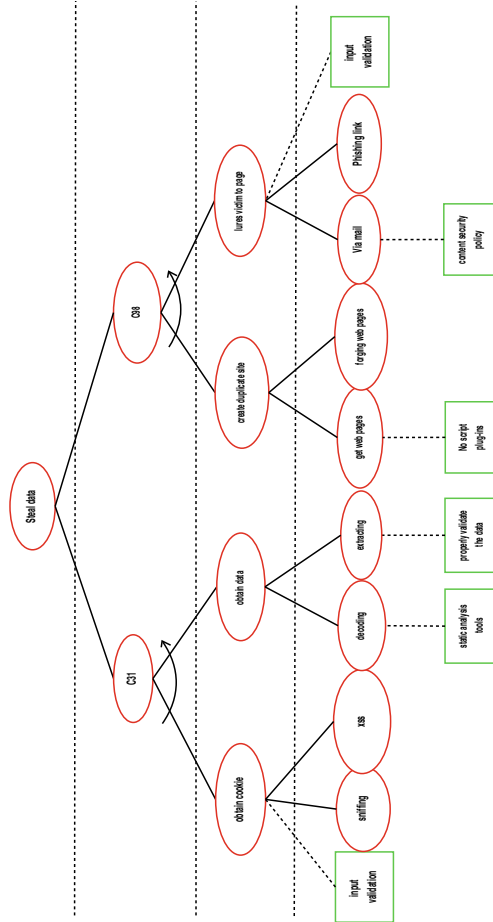 Steal data
C31
C98
obtain cookie
obtain data
create duplicate site
lures victim to page
input
validation
sniffing
xss
decoding
extracting
get web pages
forging web pages
Via mail
Phishing link
input
validation
static analysis
tools
properly validate
the data
No script
plug-ins
content security
policy